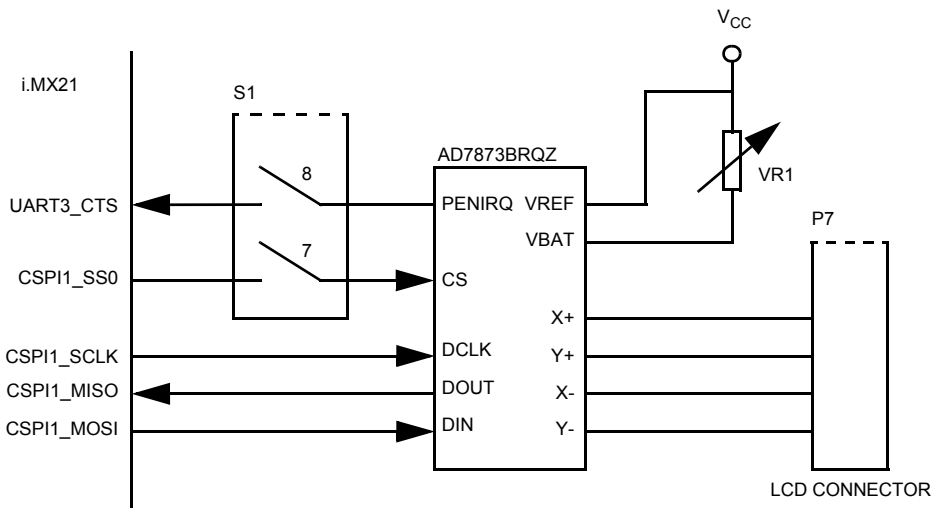 V_CC
i.MX21
S1
AD7873BRQZ
8
VR1
UART3_CTS
PENIRQ VREF
P7
VBAT
7
CSPI1_SS0
CS
X+
CSPI1_SCLK
DCLK
Y+
CSPI1_MISO
DOUT
X-
CSPI1_MOSI
DIN
Y-
LCD CONNECTOR